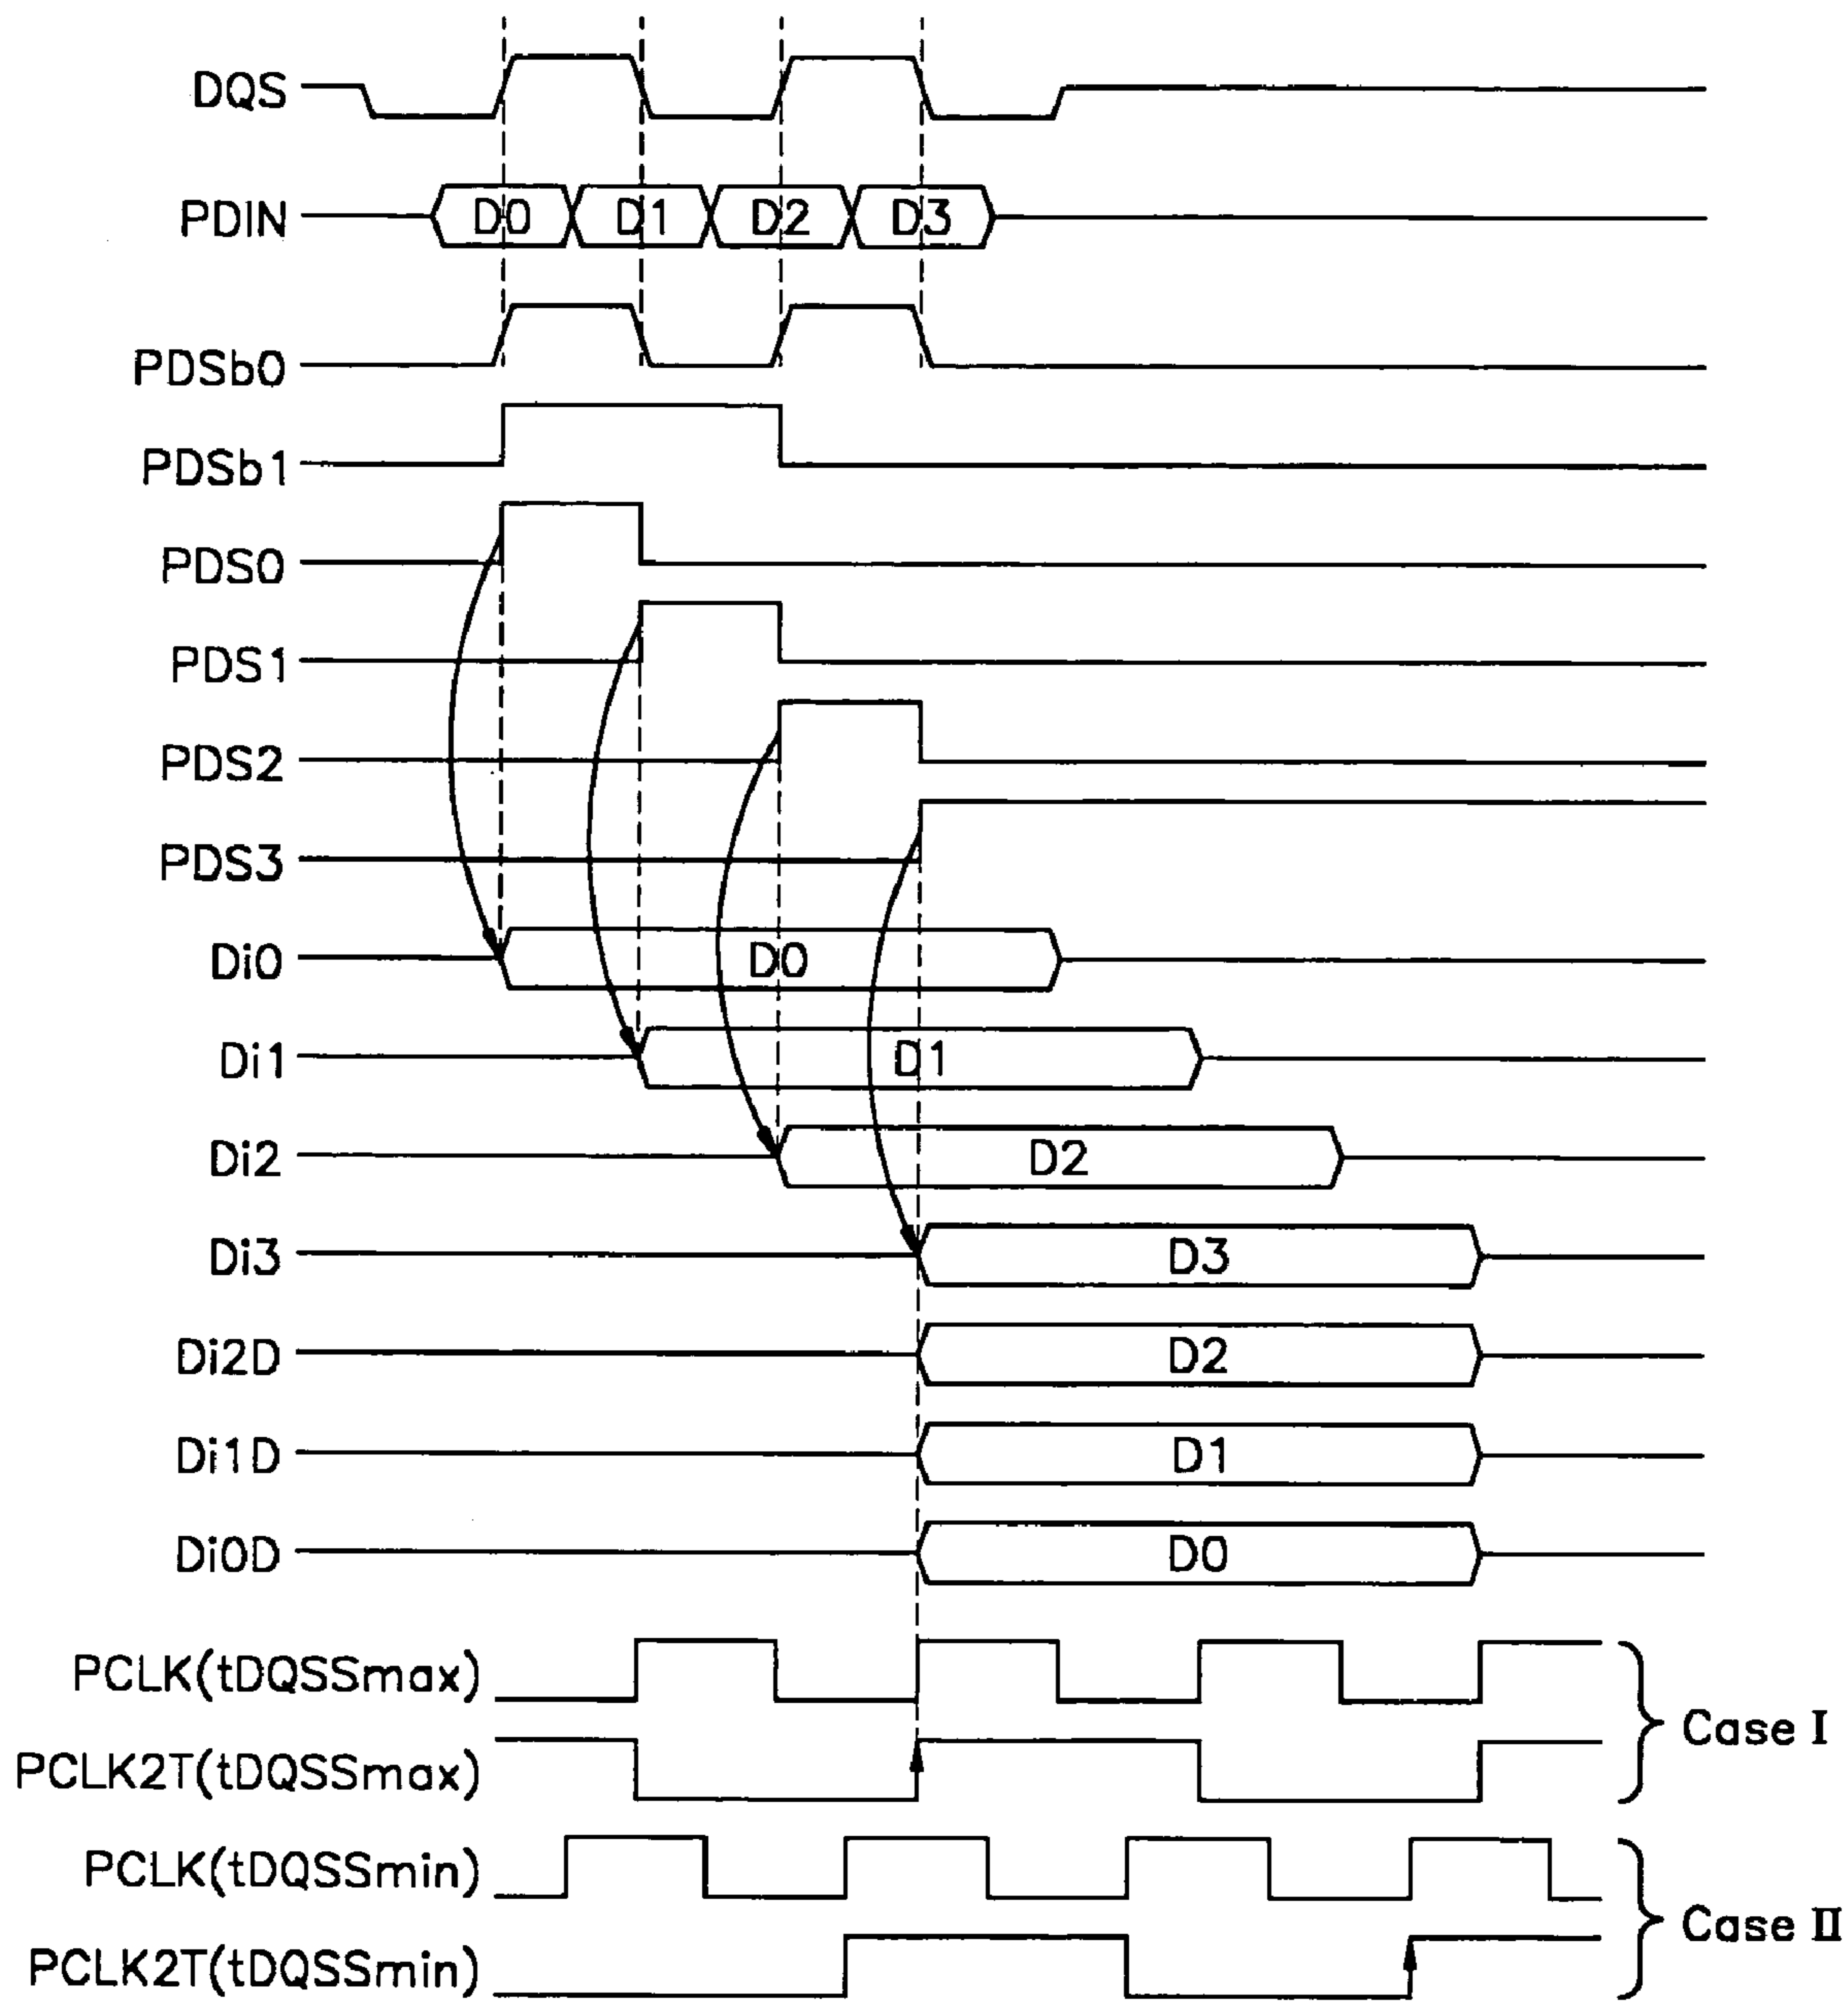 DQS
PDIN D0 D1 D2 D3
PDSb0
PDSb1
PDS0
PDS1
PDS2
PDS3
Di0 D0
Di1 D1
Di2 D2
Di3 D3
Di2D D2
Di1D D1
Di0D D0
PCLK(tDQSSmax)
Case I
PCLK2T(tDQSSmax)
PCLK(tDQSSmin)
Case II
PCLK2T(tDQSSmin)